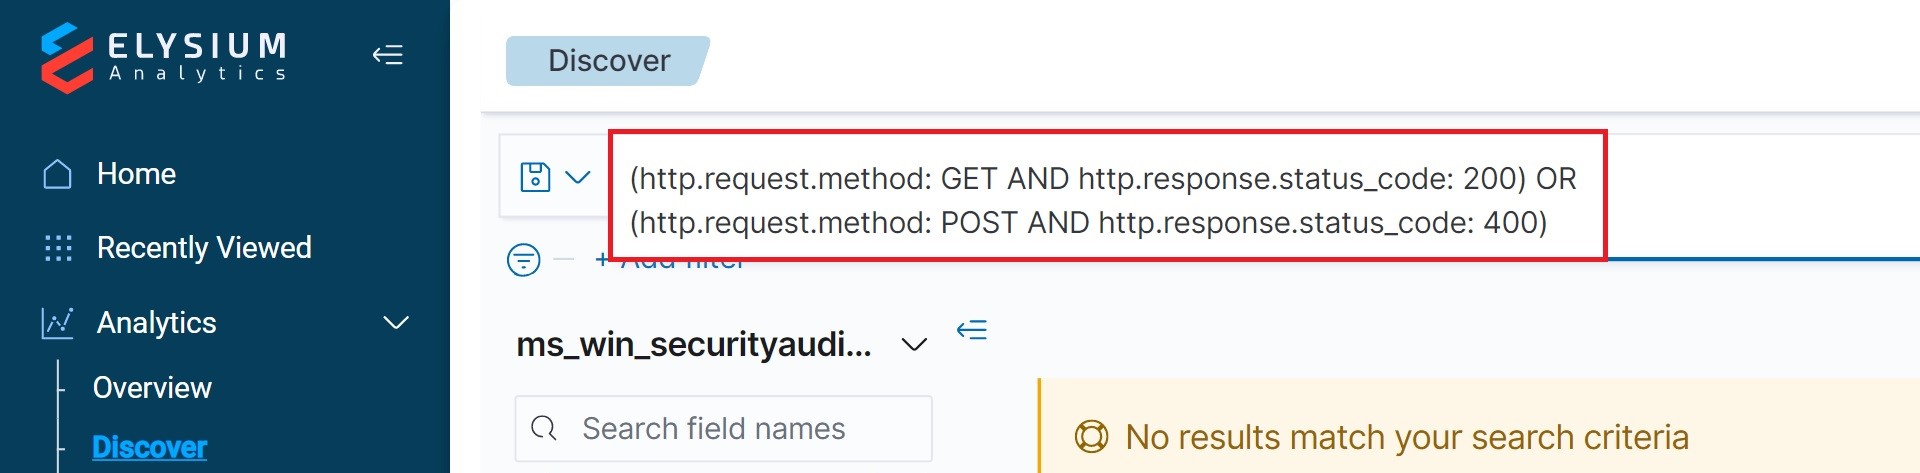 ELYSIUM
Analytics
Home
Recently Viewed
Analytics
Overview
Discover
Discover
(http.request.method: GET AND http.response.status_code: 200) OR
(http.request.method: POST AND http.response.status_code: 400)
+ Add filter
ms_win_securityaudi...
Search field names
No results match your search criteria